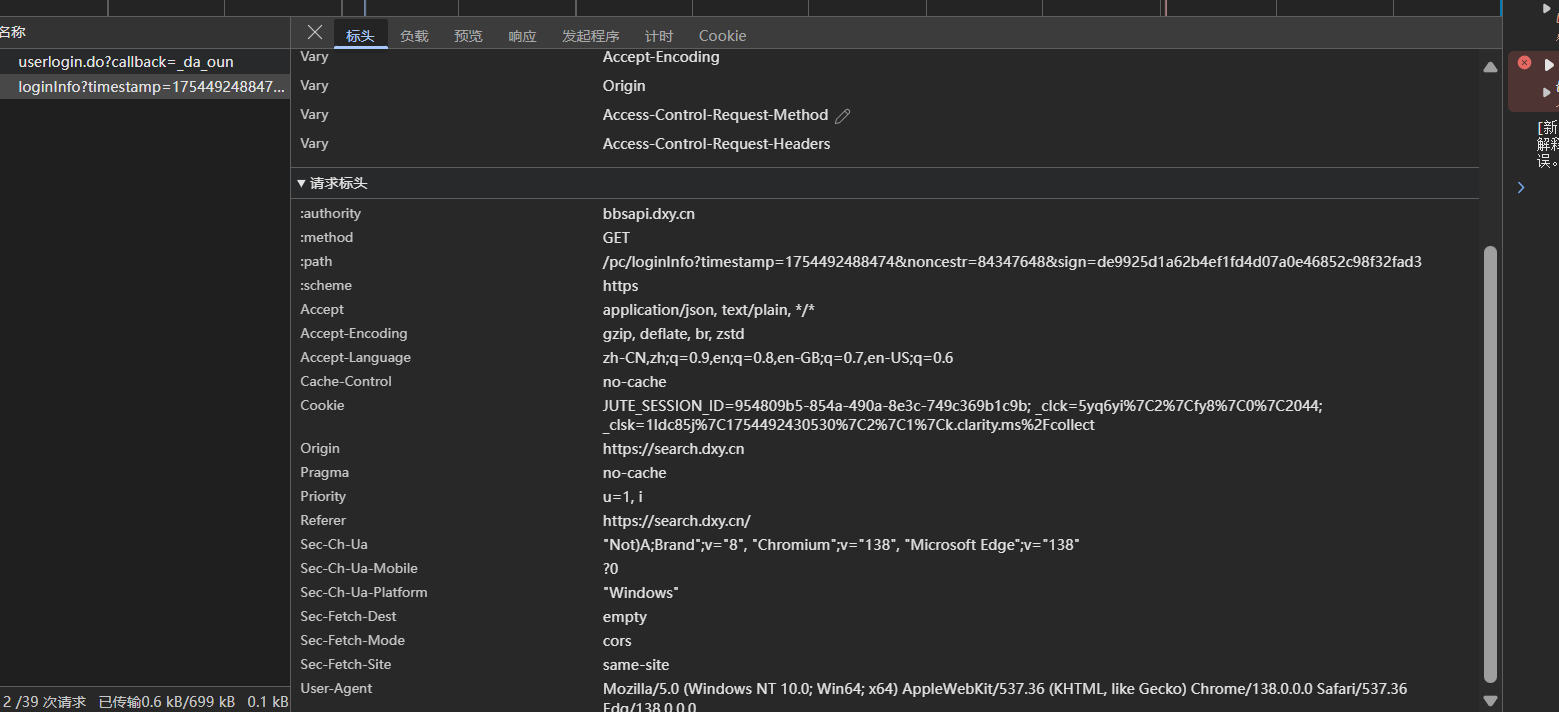 名称
标头 负载 预览 响应 发起程序 计时 Cookie
userlogin.do?callback=_da_oun
loginInfo?timestamp=175449248847...
Vary Accept-Encoding
Vary Origin
Vary Access-Control-Request-Method
Vary Access-Control-Request-Headers
请求标头
:authority bbsapi.dxy.cn
:method GET
:path /pc/loginInfo?timestamp=1754492488474&noncestr=84347648&sign=de9925d1a62b4ef1fd4d07a0e46852c98f32fad3
:scheme https
Accept application/json, text/plain, */*
Accept-Encoding gzip, deflate, br, zstd
Accept-Language zh-CN,zh;q=0.9,en;q=0.8,en-GB;q=0.7,en-US;q=0.6
Cache-Control no-cache
Cookie JUTE_SESSION_ID=954809b5-854a-490a-8e3c-749c369b1c9b; _clck=5yq6yi%7C2%7Cfy8%7C0%7C2044;
_clsk=1ldc85j%7C1754492430530%7C2%7C1%7Ck.clarity.ms%2Fcollect
Origin https://search.dxy.cn
Pragma no-cache
Priority u=1, i
Referer https://search.dxy.cn/
Sec-Ch-Ua "Not)A;Brand";v="8", "Chromium";v="138", "Microsoft Edge";v="138"
Sec-Ch-Ua-Mobile ?0
Sec-Ch-Ua-Platform "Windows"
Sec-Fetch-Dest empty
Sec-Fetch-Mode cors
Sec-Fetch-Site same-site
User-Agent Mozilla/5.0 (Windows NT 10.0; Win64; x64) AppleWebKit/537.36 (KHTML, like Gecko) Chrome/138.0.0.0 Safari/537.36
Edg/138.0.0.0
2 /39 次请求 已传输0.6 kB/699 kB 0.1 kB
[新
解释
误。